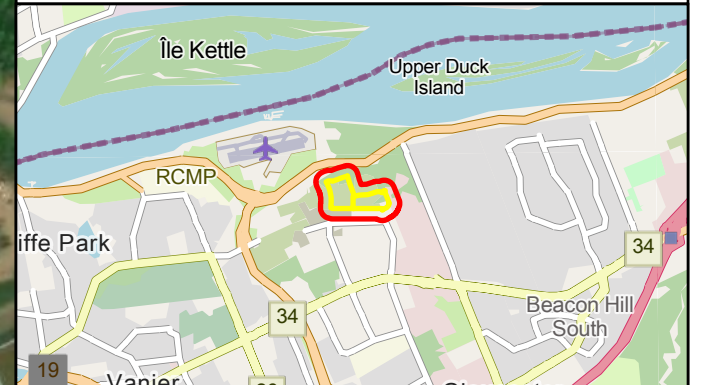 Île Kettle
Upper Duck
Island
RCMP
iffe Park
34
34
Beacon Hill
South
19
Vanier